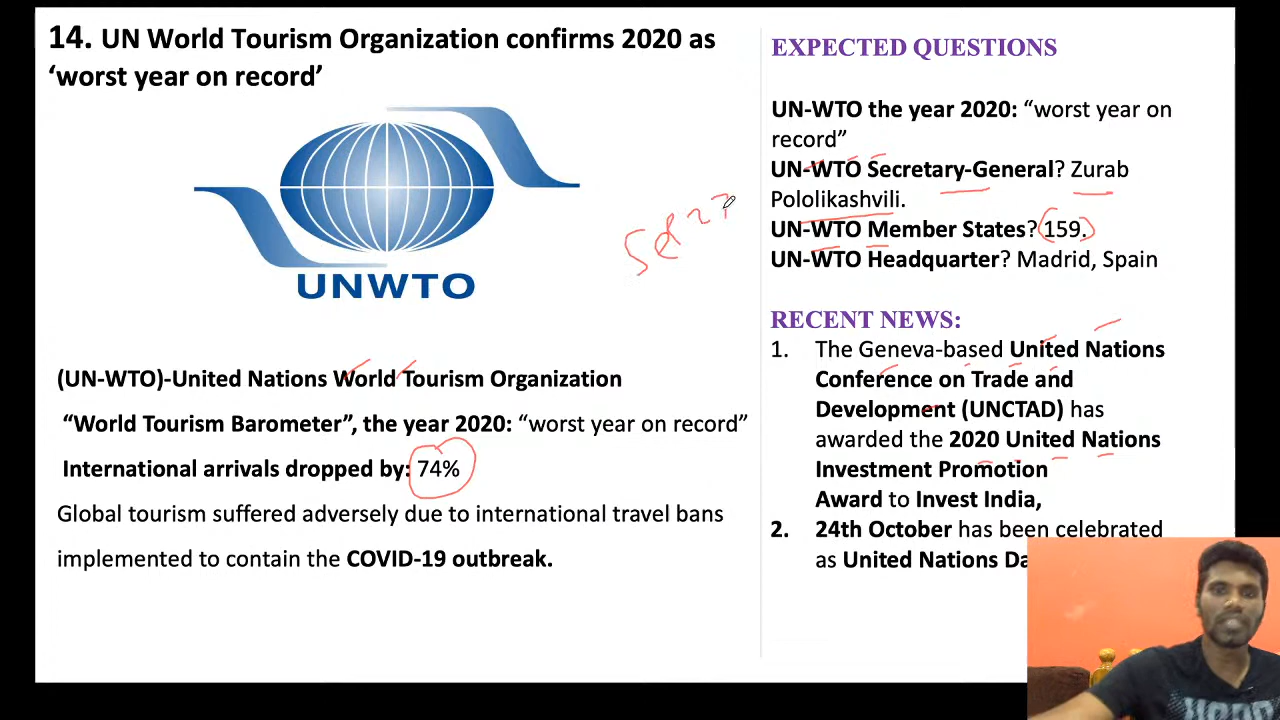 14. UN World Tourism Organization confirms 2020 as
‘worst year on record’
UNWTO
(UN-WTO)-United Nations World Tourism Organization
“World Tourism Barometer”, the year 2020: “worst year on record”
International arrivals dropped by: 74%
Global tourism suffered adversely due to international travel bans
implemented to contain the COVID-19 outbreak.
EXPECTED QUESTIONS
UN-WTO the year 2020: “worst year on
record”
UN-WTO Secretary-General? Zurab
Pololikashvili.
UN-WTO Member States? 159.
UN-WTO Headquarter? Madrid, Spain
RECENT NEWS:
1. The Geneva-based United Nations
Conference on Trade and
Development (UNCTAD) has
awarded the 2020 United Nations
Investment Promotion
Award to Invest India,
2. 24th October has been celebrated
as United Nations Da